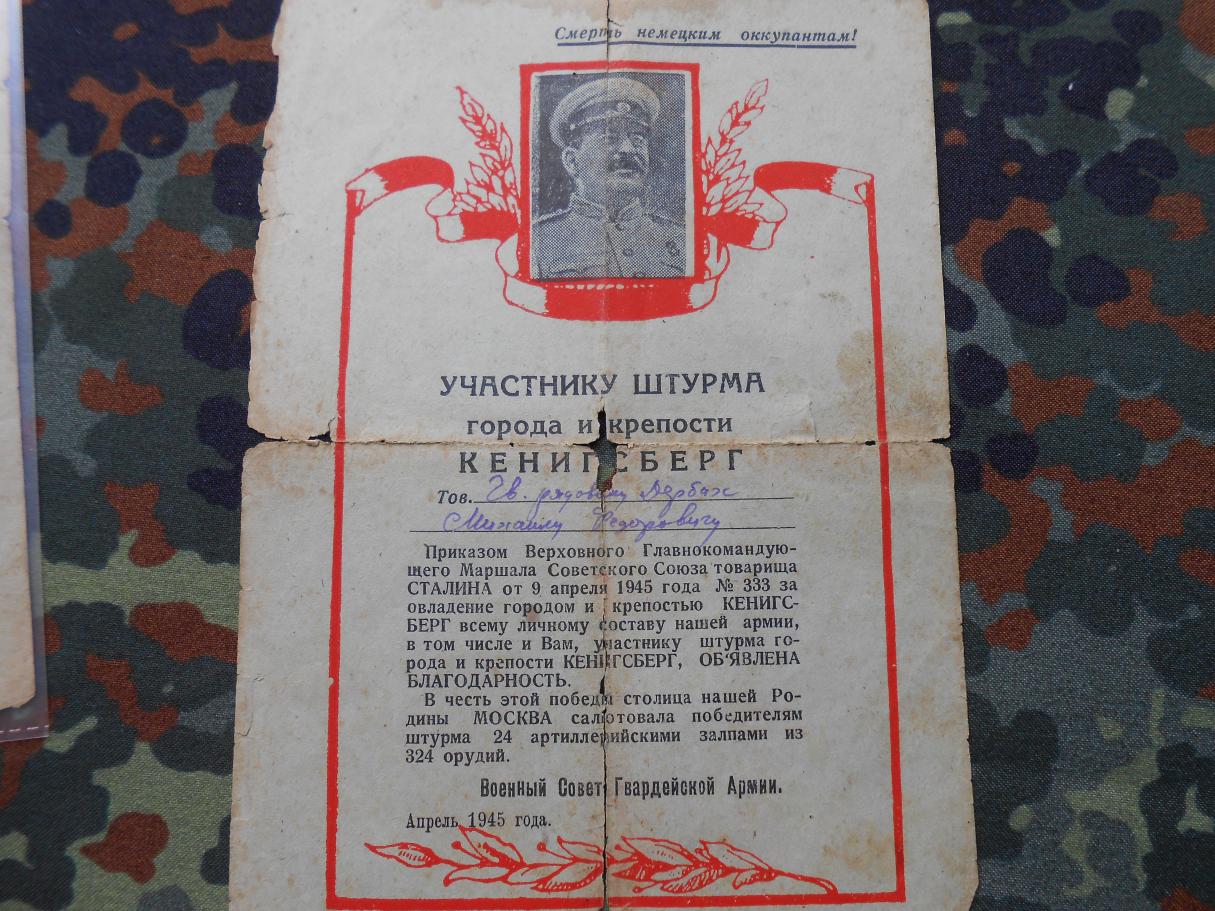 Смерть немецким оккупантам!
УЧАСТНИКУ ШТУРМА
города и крепости
КЕНИГСБЕРГ
Тов. Гв. рядовому Дербах
Михаилу Федоровичу
Приказом Верховного Главнокомандую-
щего Маршала Советского Союза товарища
СТАЛИНА от 9 апреля 1945 года № 333 за
овладение городом и крепостью КЕНИГС-
БЕРГ всему личному составу нашей армии,
в том числе и Вам, участнику штурма го-
рода и крепости КЕНИГСБЕРГ, ОБ'ЯВЛЕНА
БЛАГОДАРНОСТЬ.
В честь этой победы столица нашей Ро-
дины МОСКВА салютовала победителям
штурма 24 артиллерийскими залпами из
324 орудий.
Военный Совет Гвардейской Армии.
Апрель 1945 года.